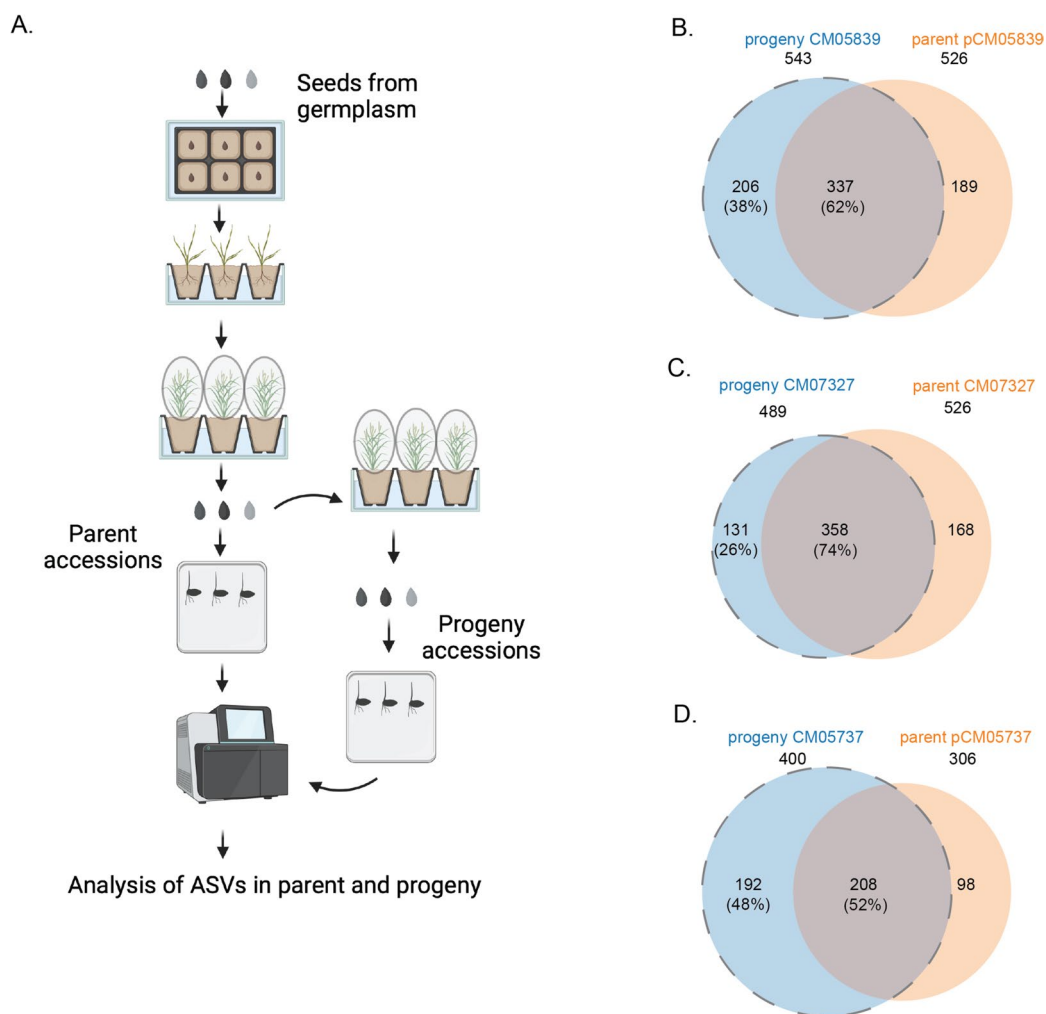 A.
Seeds from
germplasm
Parent
accessions
Progeny
accessions
Analysis of ASVs in parent and progeny
B.
progeny CM05839 parent pCM05839
543 526
206 337 189
(38%) (62%)
C.
progeny CM07327 parent CM07327
489 526
131 358 168
(26%) (74%)
D.
progeny CM05737 parent pCM05737
400 306
192 208 98
(48%) (52%)